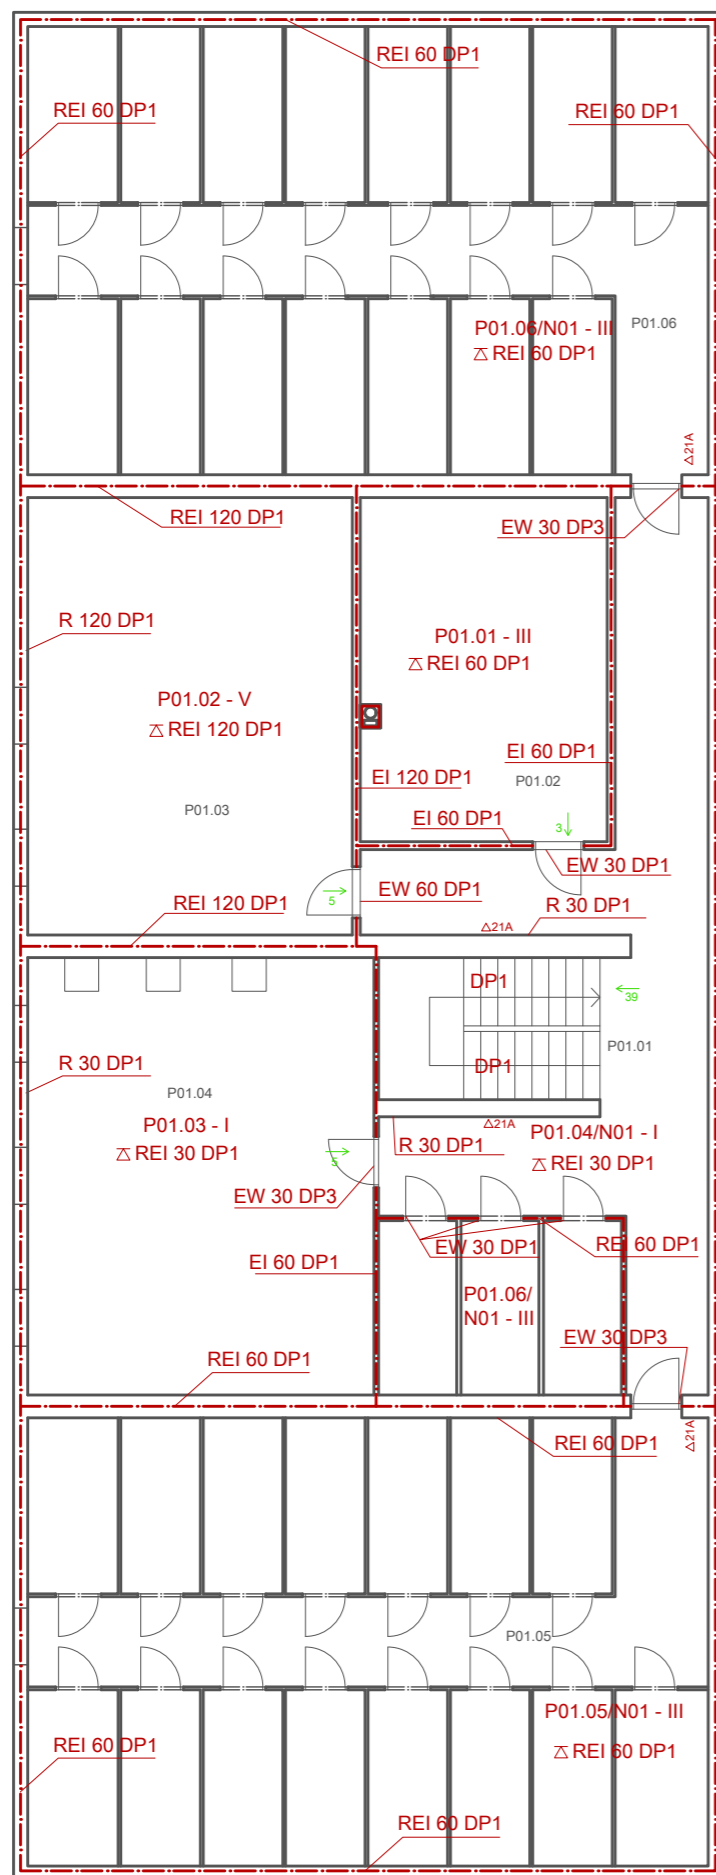 REI 60 DP1
REI 60 DP1
REI 60 DP1
P01.06/N01 - III
REI 60 DP1
P01.06
△21A
REI 120 DP1
EW 30 DP3
R 120 DP1
P01.01 - III
REI 60 DP1
P01.02 - V
REI 120 DP1
EI 60 DP1
EI 120 DP1
P01.02
P01.03
EI 60 DP1
3
EW 30 DP1
EW 60 DP1
5
REI 120 DP1
R 30 DP1
△21A
DP1
39
P01.01
DP1
R 30 DP1
P01.04
P01.03 - I
REI 30 DP1
△21A
R 30 DP1
P01.04/N01 - I
REI 30 DP1
5
EW 30 DP3
EW 30 DP1
REI 60 DP1
EI 60 DP1
P01.06/
N01 - III
EW 30 DP3
REI 60 DP1
REI 60 DP1
△21A
P01.05
P01.05/N01 - III
REI 60 DP1
REI 60 DP1
REI 60 DP1